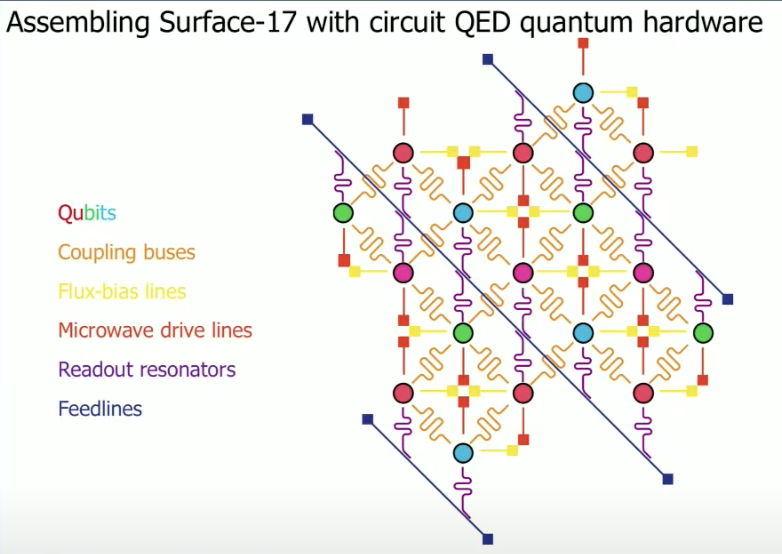 Assembling Surface-17 with circuit QED quantum hardware
Qubits
Coupling buses
Flux-bias lines
Microwave drive lines
Readout resonators
Feedlines